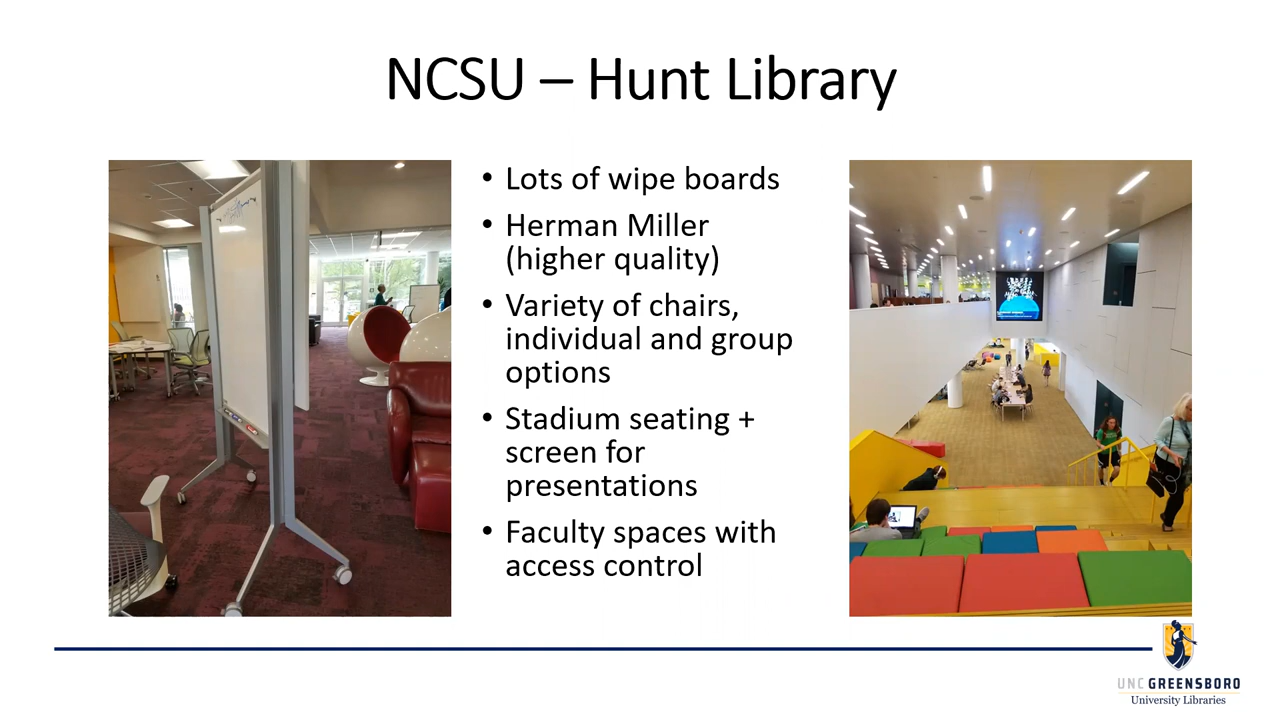 NCSU – Hunt Library
• Lots of wipe boards
• Herman Miller
(higher quality)
• Variety of chairs,
individual and group
options
• Stadium seating +
screen for
presentations
• Faculty spaces with
access control
UNC GREENSBORO
University Libraries